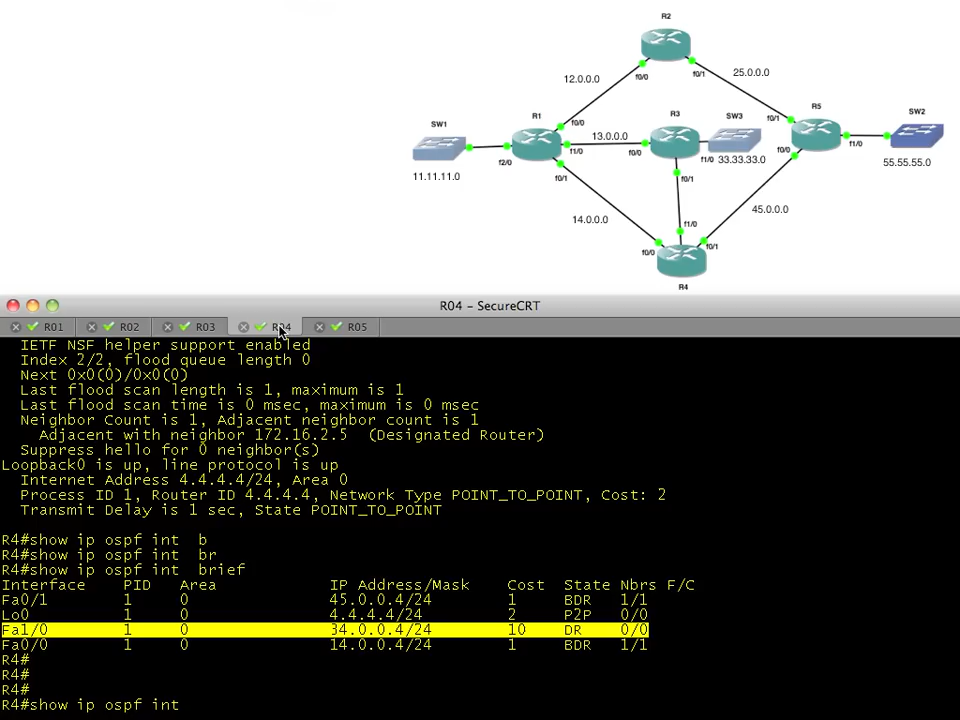 R2
f0/0
f0/1
12.0.0.0
25.0.0.0
SW1
R1
R3
SW3
R5
SW2
f0/0
f0/1
13.0.0.0
f1/0
f0/0
f1/0
33.33.33.0
f0/0
f1/0
f2/0
11.11.11.0
55.55.55.0
f0/1
f0/1
14.0.0.0
45.0.0.0
f1/0
f0/0
f0/1
R4
R04 - SecureCRT
R01
R02
R03
R04
R05
IETF NSF helper support enabled
Index 2/2, flood queue length 0
Next 0x0(0)/0x0(0)
Last flood scan length is 1, maximum is 1
Last flood scan time is 0 msec, maximum is 0 msec
Neighbor Count is 1, Adjacent neighbor count is 1
Adjacent with neighbor 172.16.2.5  (Designated Router)
Suppress hello for 0 neighbor(s)
Loopback0 is up, line protocol is up
Internet Address 4.4.4.4/24, Area 0
Process ID 1, Router ID 4.4.4.4, Network Type POINT_TO_POINT, Cost: 2
Transmit Delay is 1 sec, State POINT_TO_POINT
R4#show ip ospf int  b
R4#show ip ospf int  br
R4#show ip ospf int  brief
Interface    PID   Area            IP Address/Mask    Cost  State Nbrs F/C
Fa0/1        1     0               45.0.0.4/24        1     BDR   1/1
Lo0          1     0               4.4.4.4/24         2     P2P   0/0
Fa1/0        1     0               34.0.0.4/24        10    DR    0/0
Fa0/0        1     0               14.0.0.4/24        1     BDR   1/1
R4#
R4#
R4#
R4#show ip ospf int